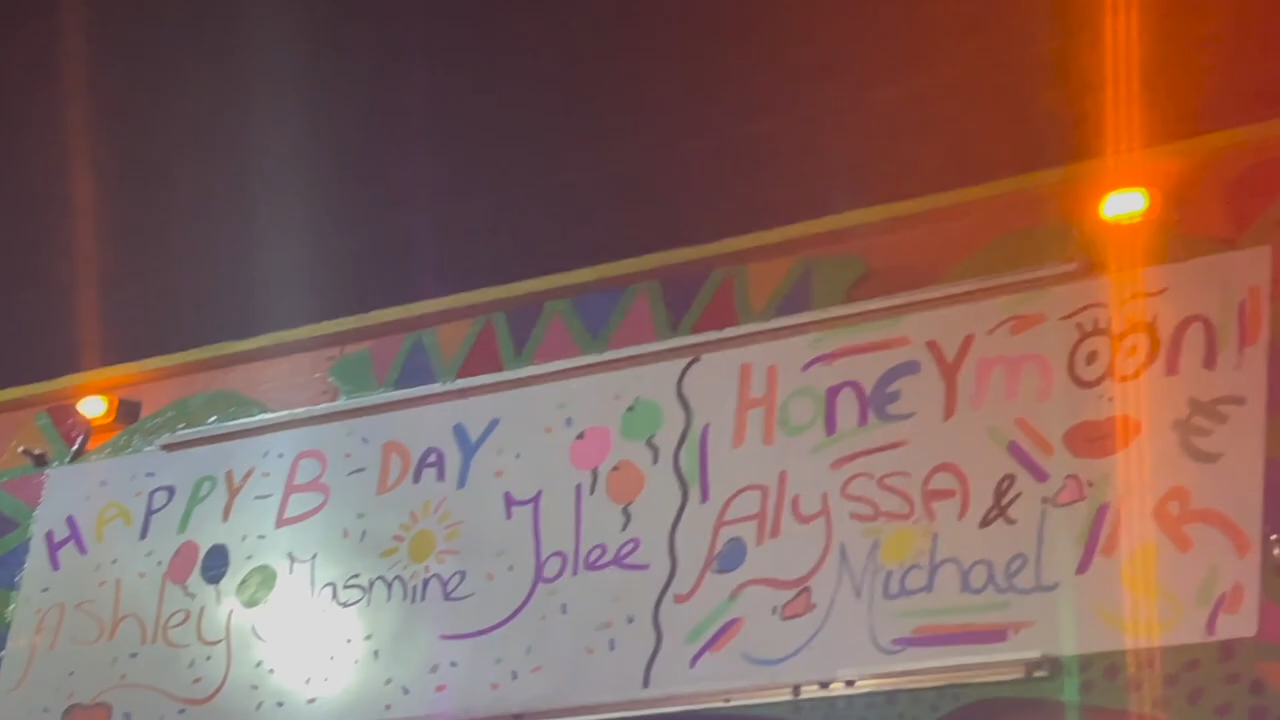 HAPPY-B-DAY
Ashley Jasmine Jolee
HONEYmOOn!
AlySSA &
Michael